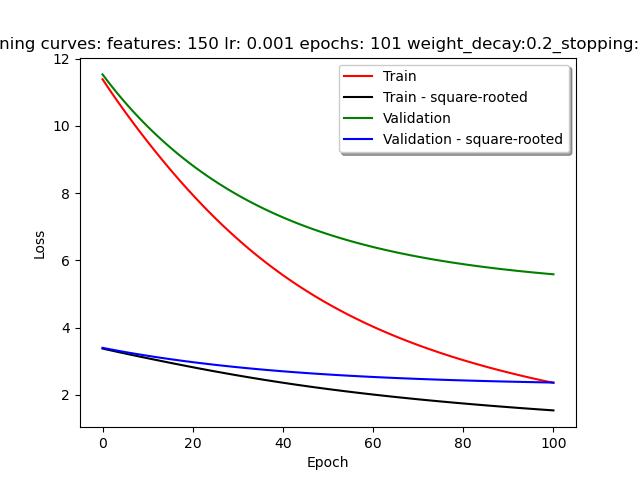 ning curves: features: 150 lr: 0.001 epochs: 101 weight_decay:0.2_stopping:
12
10
8
6
4
2
Loss
Train
Train - square-rooted
Validation
Validation - square-rooted
0 20 40 60 80 100
Epoch